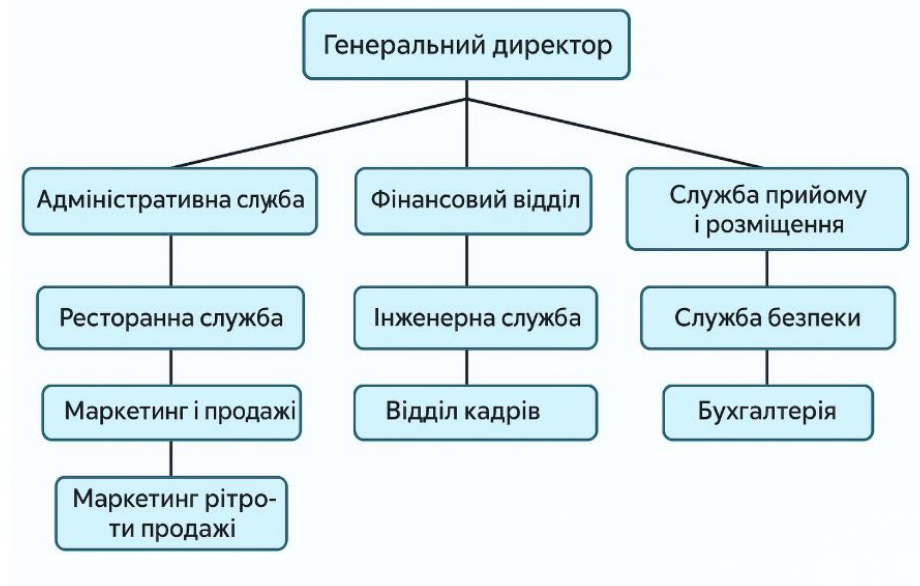 Генеральний директор
Адміністративна служба
Фінансовий відділ
Служба прийому
і розміщення
Ресторанна служба
Інженерна служба
Служба безпеки
Маркетинг і продажі
Відділ кадрів
Бухгалтерія
Маркетинг рітро-
ти продажі